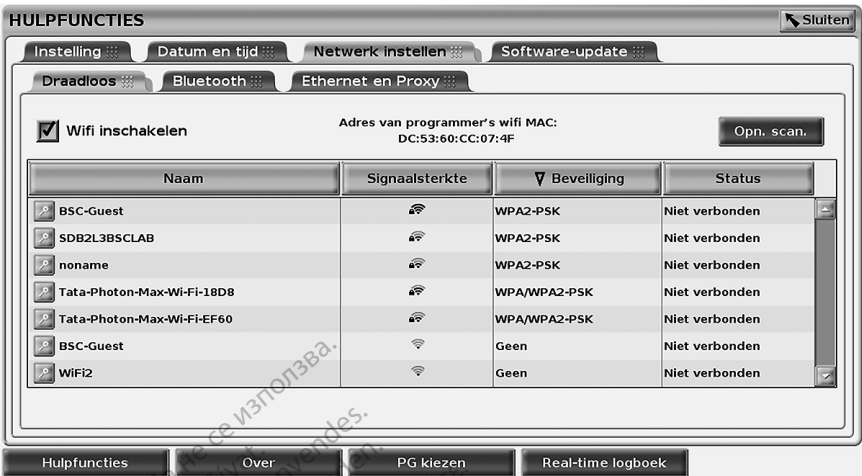 HULPFUNCTIES
Sluiten
Instelling
Datum en tijd
Netwerk instellen
Software-update
Draadloos
Bluetooth
Ethernet en Proxy
Wifi inschakelen
Adres van programmer's wifi MAC:
DC:53:60:CC:07:4F
Opn. scan.
Naam Signaalsterkte Beveiliging Status
BSC-Guest WPA2-PSK Niet verbonden
SDB2L3BSCLAB WPA2-PSK Niet verbonden
noname WPA2-PSK Niet verbonden
Tata-Photon-Max-Wi-Fi-18D8 WPA/WPA2-PSK Niet verbonden
Tata-Photon-Max-Wi-Fi-EF60 WPA/WPA2-PSK Niet verbonden
BSC-Guest Geen Niet verbonden
WiFi2 Geen Niet verbonden
не се използва.
Hulpfuncties
Over
PG kiezen
Real-time logboek